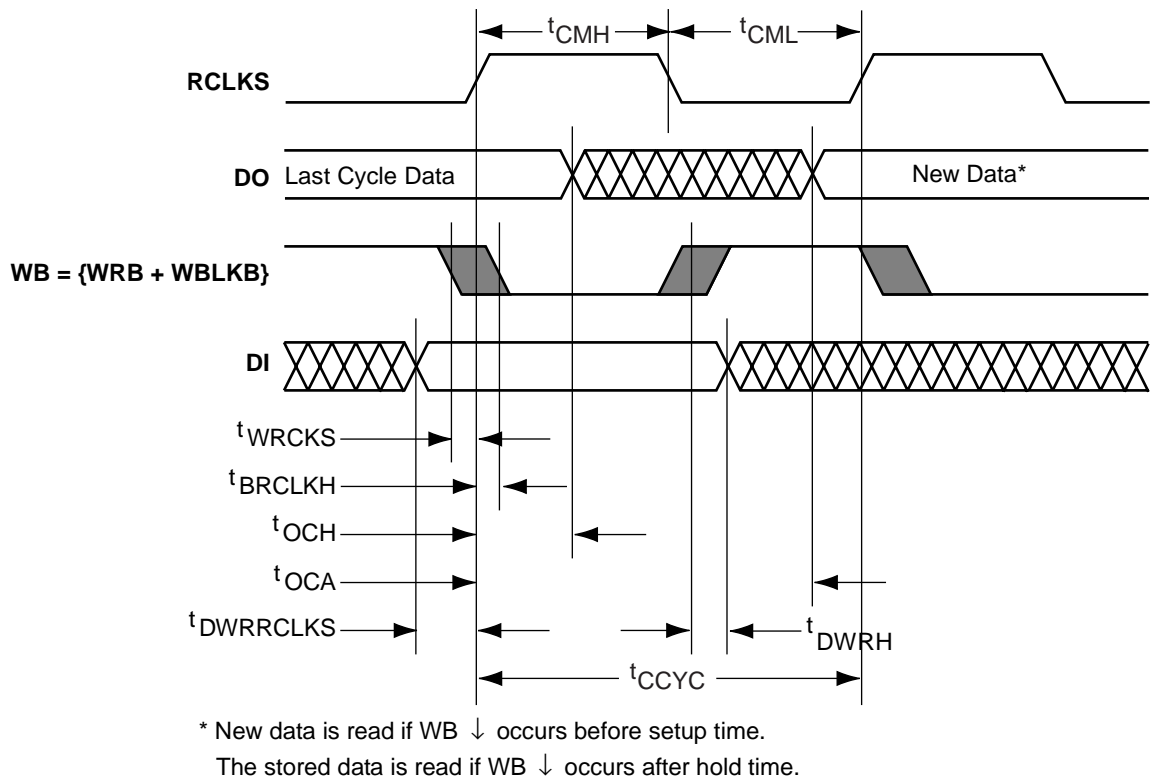 tCMH tCML
RCLKS
DO Last Cycle Data New Data*
WB = {WRB + WBLKB}
DI
tWRCKS
tBRCLKH
tOCH
tOCA
tDWRRCLKS tDWRH
tCCYC
* New data is read if WB ↓ occurs before setup time.
The stored data is read if WB ↓ occurs after hold time.